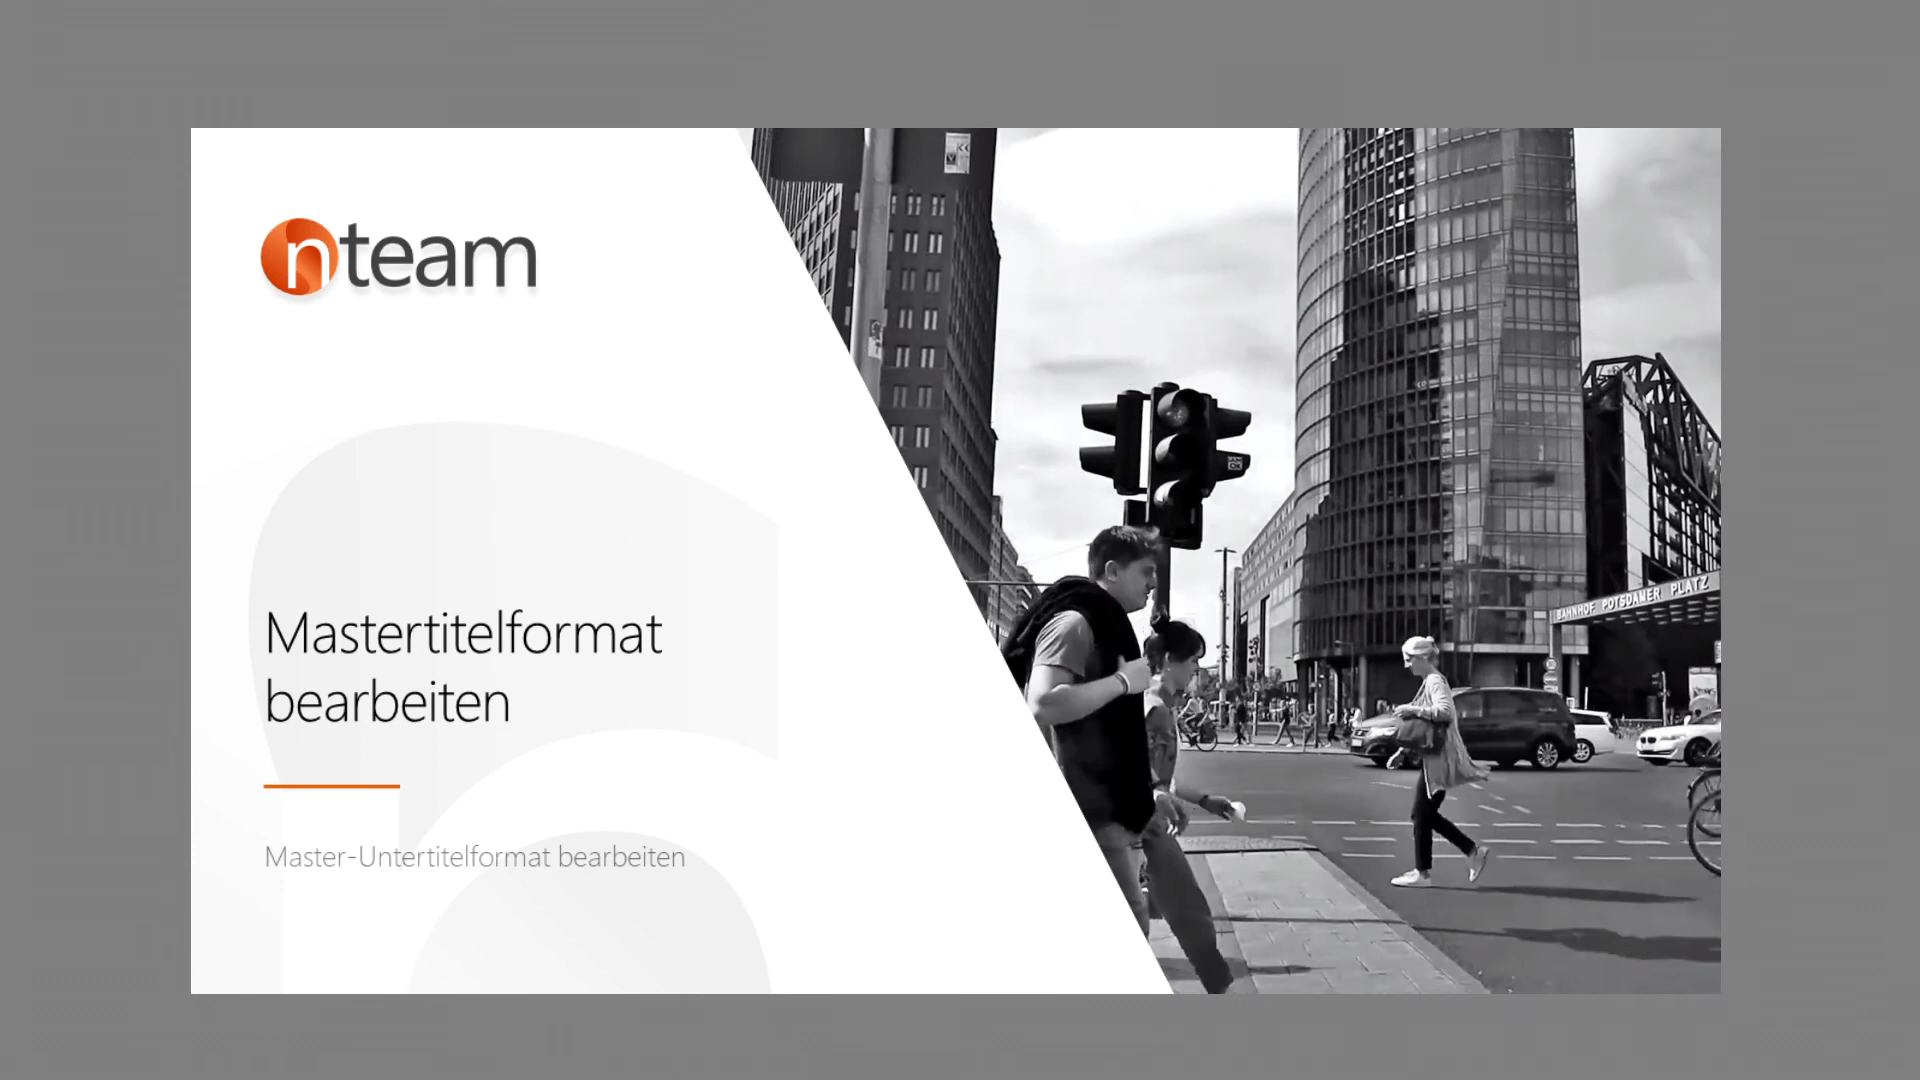 nteam
Mastertitelformat
bearbeiten
Master-Untertitelformat bearbeiten
BAHNHOF POTSDAMER PLATZ